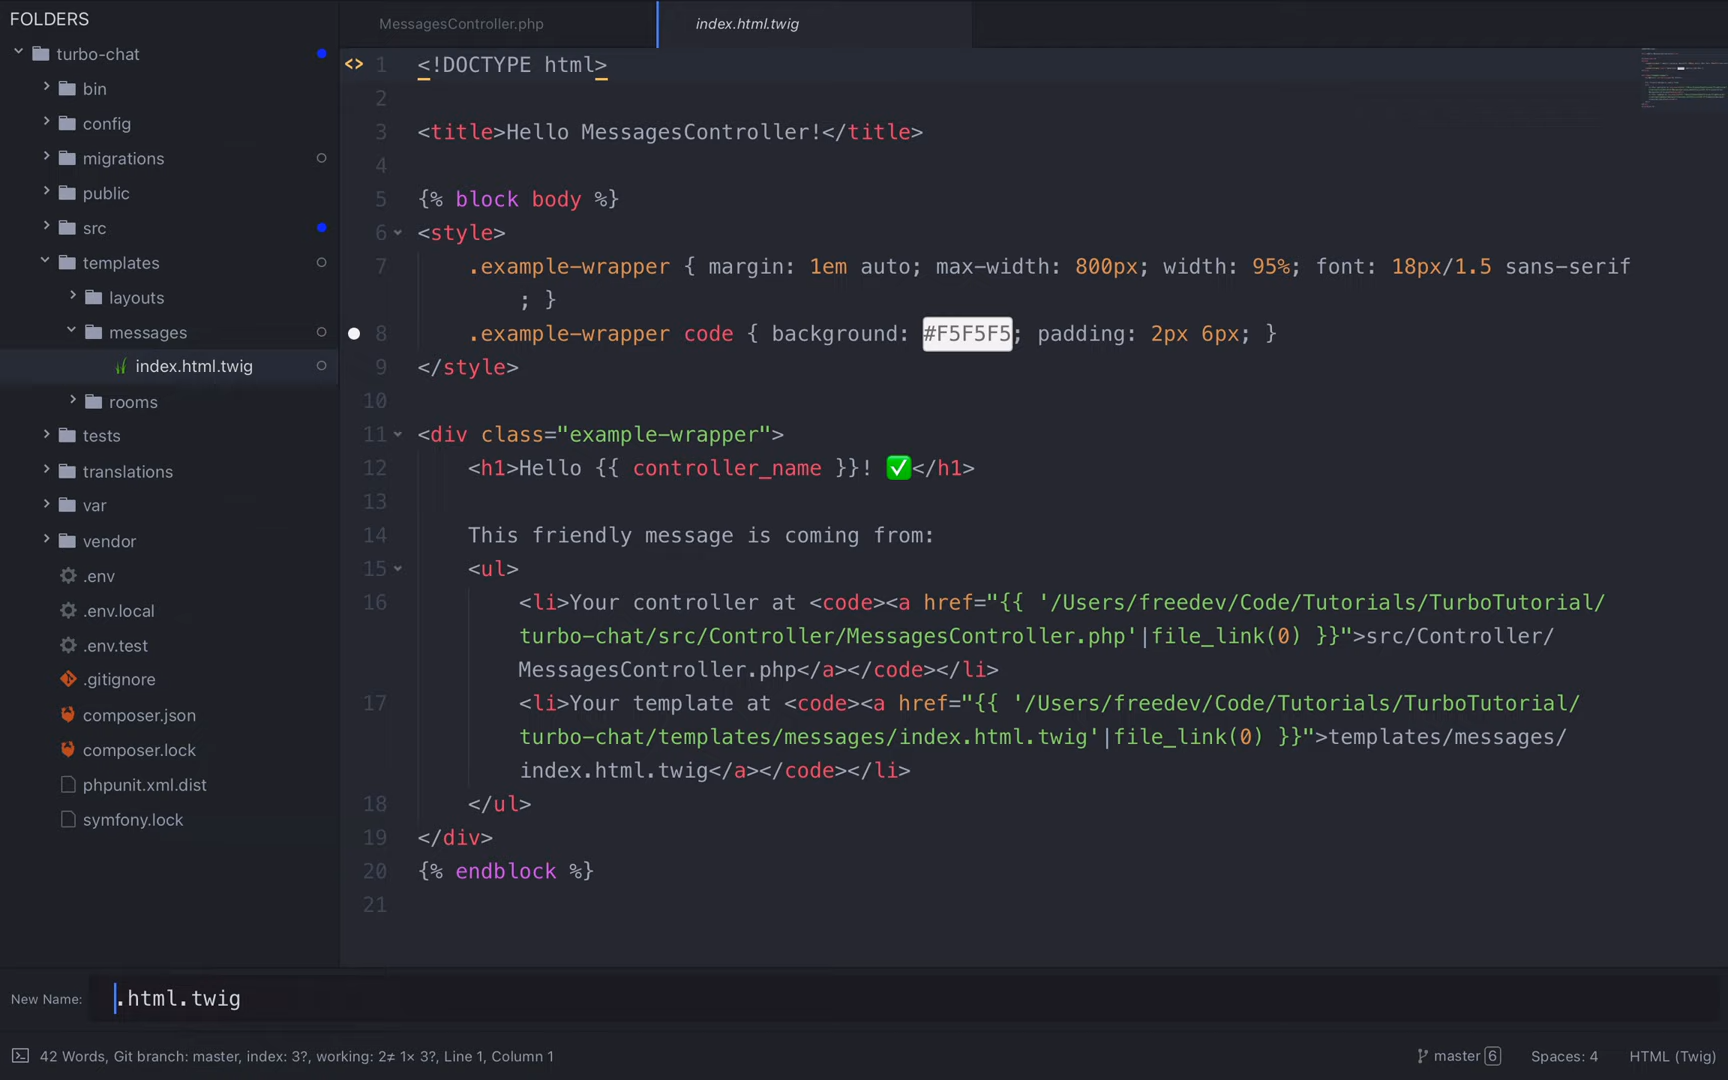 FOLDERS
turbo-chat
bin
config
migrations
public
src
templates
layouts
messages
index.html.twig
rooms
tests
translations
var
vendor
.env
.env.local
.env.test
.gitignore
composer.json
composer.lock
phpunit.xml.dist
symfony.lock
MessagesController.php
index.html.twig
<> 1 <!DOCTYPE html>
2
3 <title>Hello MessagesController!</title>
4
5 {% block body %}
6 <style>
7 .example-wrapper { margin: 1em auto; max-width: 800px; width: 95%; font: 18px/1.5 sans-serif
; }
8 .example-wrapper code { background: #F5F5F5; padding: 2px 6px; }
9 </style>
10
11 <div class="example-wrapper">
12 <h1>Hello {{ controller_name }}! ✅</h1>
13
14 This friendly message is coming from:
15 <ul>
16 <li>Your controller at <code><a href="{{ '/Users/freedev/Code/Tutorials/TurboTutorial/
turbo-chat/src/Controller/MessagesController.php'|file_link(0) }}">src/Controller/
MessagesController.php</a></code></li>
17 <li>Your template at <code><a href="{{ '/Users/freedev/Code/Tutorials/TurboTutorial/
turbo-chat/templates/messages/index.html.twig'|file_link(0) }}">templates/messages/
index.html.twig</a></code></li>
18 </ul>
19 </div>
20 {% endblock %}
21
New Name: .html.twig
42 Words, Git branch: master, index: 3?, working: 2≠ 1× 3?, Line 1, Column 1
master 6
Spaces: 4
HTML (Twig)